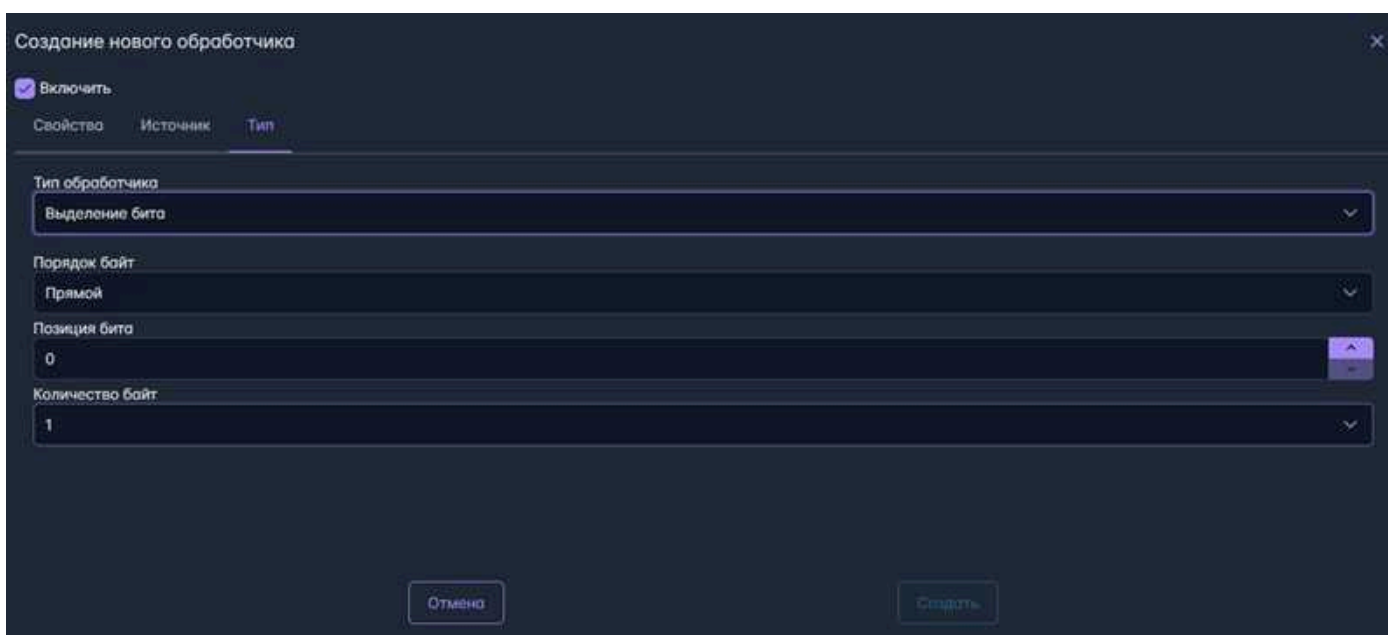 Создание нового обработчика
Включить
Свойства Источник Тип
Тип обработчика
Выделение бита
Порядок байт
Прямой
Позиция бита
0
Количество байт
1
Отмена Создать